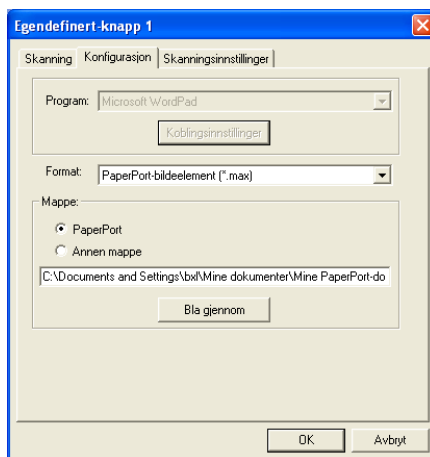 Egendefinert-knapp 1
Skanning Konfigurasjon Skanningsinnstillinger
Program: Microsoft WordPad
Koblingsinnstillinger
Format: PaperPort-bildeelement (*.max)
Mappe:
PaperPort
Annen mappe
C:\Documents and Settings\bxl\Mine dokumenter\Mine PaperPort-do
Bla gjennom
OK Avbryt